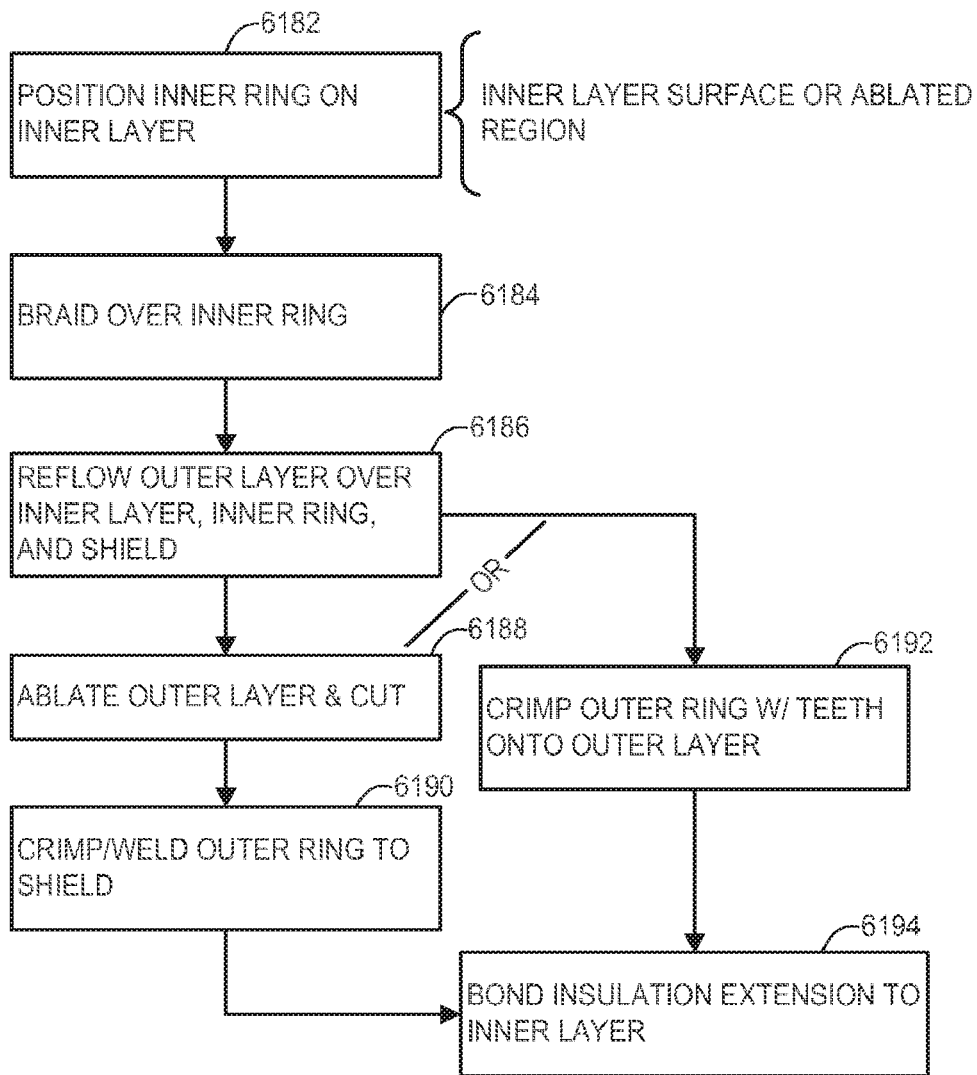 6182
POSITION INNER RING ON
INNER LAYER
INNER LAYER SURFACE OR ABLATED
REGION
6184
BRAID OVER INNER RING
6186
REFLOW OUTER LAYER OVER
INNER LAYER, INNER RING,
AND SHIELD
OR
6188
ABLATE OUTER LAYER & CUT
6192
CRIMP OUTER RING W/ TEETH
ONTO OUTER LAYER
6190
CRIMP/WELD OUTER RING TO
SHIELD
6194
BOND INSULATION EXTENSION TO
INNER LAYER